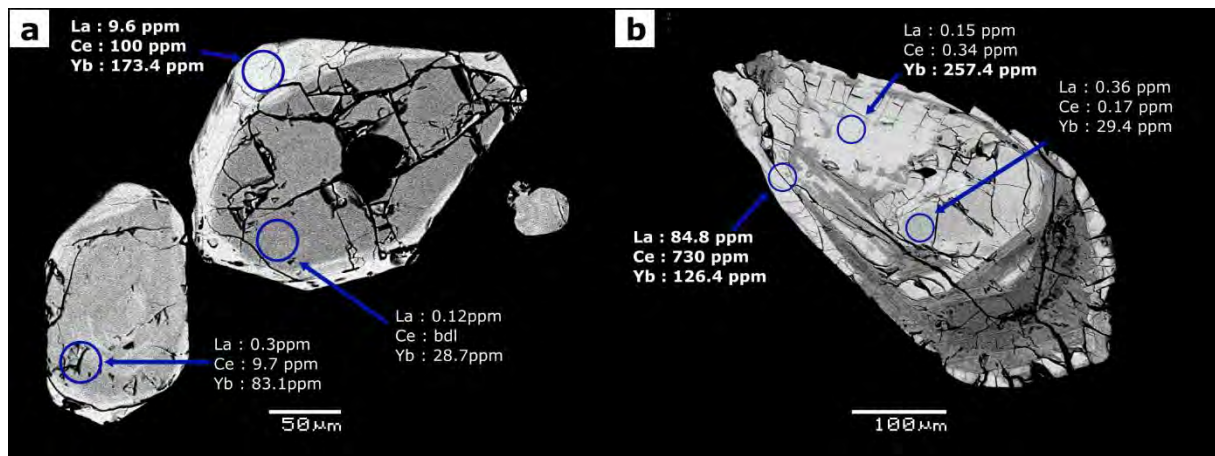 a
La : 9.6 ppm
Ce : 100 ppm
Yb : 173.4 ppm
La : 0.12ppm
Ce : bdl
Yb : 28.7ppm
La : 0.3ppm
Ce : 9.7 ppm
Yb : 83.1ppm
50µm
b
La : 0.15 ppm
Ce : 0.34 ppm
Yb : 257.4 ppm
La : 0.36 ppm
Ce : 0.17 ppm
Yb : 29.4 ppm
La : 84.8 ppm
Ce : 730 ppm
Yb : 126.4 ppm
100µm